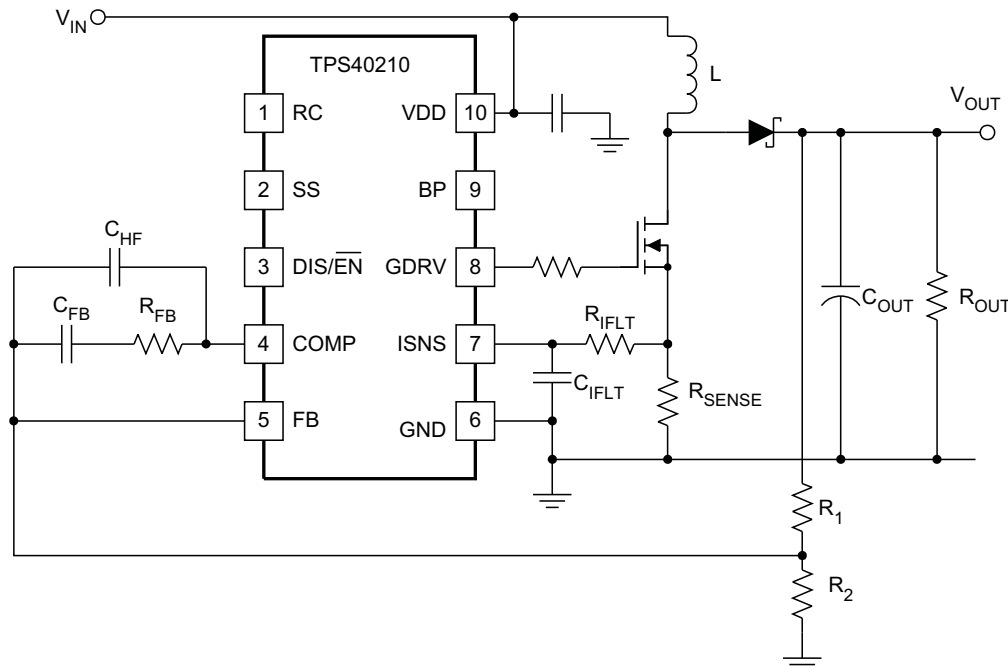 V_IN
TPS40210
L
V_OUT
1 RC VDD 10
2 SS BP 9
C_HF
3 DIS/E̅N̅ GDRV 8
C_FB R_FB
C_OUT R_OUT
R_IFLT
4 COMP ISNS 7
C_IFLT
R_SENSE
5 FB GND 6
R_1
R_2